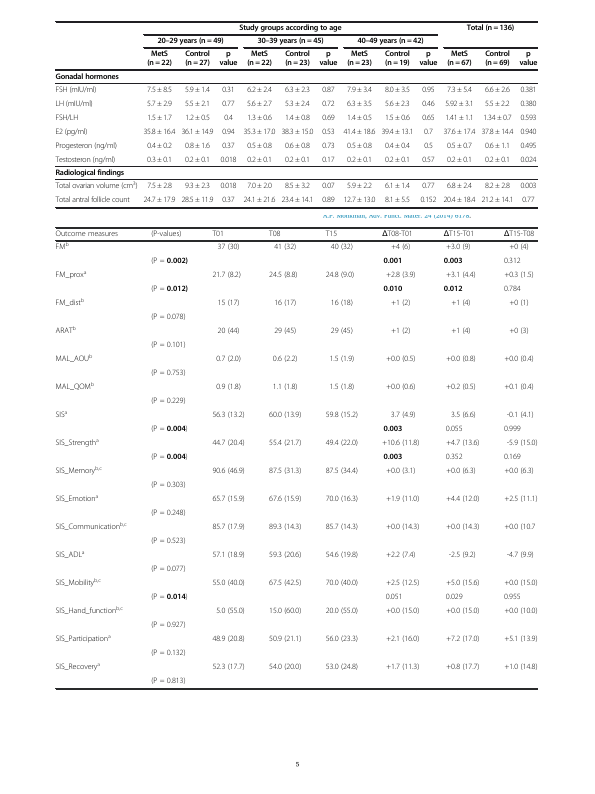 Study groups according to age Total (n = 136)
20–29 years (n = 49) 30–39 years (n = 45) 40–49 years (n = 42)
MetS Control p MetS Control p MetS Control p MetS Control p
(n = 22) (n = 27) value (n = 22) (n = 23) value (n = 23) (n = 19) value (n = 67) (n = 69) value
Gonadal hormones
FSH (mIU/ml) 7.5 ± 8.5 5.9 ± 1.4 0.31 6.2 ± 2.4 6.3 ± 2.3 0.87 7.9 ± 3.4 8.0 ± 3.5 0.95 7.3 ± 5.4 6.6 ± 2.6 0.381
LH (mIU/ml) 5.7 ± 2.9 5.5 ± 2.1 0.77 5.6 ± 2.7 5.3 ± 2.4 0.72 6.3 ± 3.5 5.6 ± 2.3 0.46 5.92 ± 3.1 5.5 ± 2.2 0.380
FSH/LH 1.5 ± 1.7 1.2 ± 0.5 0.4 1.3 ± 0.6 1.4 ± 0.8 0.69 1.4 ± 0.5 1.5 ± 0.6 0.65 1.41 ± 1.1 1.34 ± 0.7 0.593
E2 (pg/ml) 35.8 ± 16.4 36.1 ± 14.9 0.94 35.3 ± 17.0 38.3 ± 15.0 0.53 41.4 ± 18.6 39.4 ± 13.1 0.7 37.6 ± 17.4 37.8 ± 14.4 0.940
Progesteron (ng/ml) 0.4 ± 0.2 0.8 ± 1.6 0.37 0.5 ± 0.8 0.6 ± 0.8 0.73 0.5 ± 0.8 0.4 ± 0.4 0.5 0.5 ± 0.7 0.6 ± 1.1 0.495
Testosteron (ng/ml) 0.3 ± 0.1 0.2 ± 0.1 0.018 0.2 ± 0.1 0.2 ± 0.1 0.17 0.2 ± 0.1 0.2 ± 0.1 0.57 0.2 ± 0.1 0.2 ± 0.1 0.024
Radiological findings
Total ovarian volume (cm³) 7.5 ± 2.8 9.3 ± 2.3 0.018 7.0 ± 2.0 8.5 ± 3.2 0.07 5.9 ± 2.2 6.1 ± 1.4 0.77 6.8 ± 2.4 8.2 ± 2.8 0.003
Total antral follicle count 24.7 ± 17.9 28.5 ± 11.9 0.37 24.1 ± 21.6 23.4 ± 14.1 0.89 12.7 ± 13.0 8.1 ± 5.5 0.152 20.4 ± 18.4 21.2 ± 14.1 0.77
A.P. Monkman, Adv. Funct. Mater. 24 (2014) 6178.
Outcome measures (P-values) T01 T08 T15 ΔT08-T01 ΔT15-T01 ΔT15-T08
FMᵇ 37 (30) 41 (32) 40 (32) +4 (6) +3.0 (9) +0 (4)
(P = 0.002) 0.001 0.003 0.312
FM_proxᵃ 21.7 (8.2) 24.5 (8.8) 24.8 (9.0) +2.8 (3.9) +3.1 (4.4) +0.3 (1.5)
(P = 0.012) 0.010 0.012 0.784
FM_distᵇ 15 (17) 16 (17) 16 (18) +1 (2) +1 (4) +0 (1)
(P = 0.078)
ARATᵇ 20 (44) 29 (45) 29 (45) +1 (2) +1 (4) +0 (3)
(P = 0.101)
MAL_AOUᵇ 0.7 (2.0) 0.6 (2.2) 1.5 (1.9) +0.0 (0.5) +0.0 (0.8) +0.0 (0.4)
(P = 0.753)
MAL_QOMᵇ 0.9 (1.8) 1.1 (1.8) 1.5 (1.8) +0.0 (0.6) +0.2 (0.5) +0.1 (0.4)
(P = 0.229)
SISᵃ 56.3 (13.2) 60.0 (13.9) 59.8 (15.2) 3.7 (4.9) 3.5 (6.6) -0.1 (4.1)
(P = 0.004) 0.003 0.055 0.999
SIS_Strengthᵃ 44.7 (20.4) 55.4 (21.7) 49.4 (22.0) +10.6 (11.8) +4.7 (13.6) -5.9 (15.0)
(P = 0.004) 0.003 0.352 0.169
SIS_Memoryᵇ,ᶜ 90.6 (46.9) 87.5 (31.3) 87.5 (34.4) +0.0 (3.1) +0.0 (6.3) +0.0 (6.3)
(P = 0.303)
SIS_Emotionᵃ 65.7 (15.9) 67.6 (15.9) 70.0 (16.3) +1.9 (11.0) +4.4 (12.0) +2.5 (11.1)
(P = 0.248)
SIS_Communicationᵇ,ᶜ 85.7 (17.9) 89.3 (14.3) 85.7 (14.3) +0.0 (14.3) +0.0 (14.3) +0.0 (10.7
(P = 0.523)
SIS_ADLᵃ 57.1 (18.9) 59.3 (20.6) 54.6 (19.8) +2.2 (7.4) -2.5 (9.2) -4.7 (9.9)
(P = 0.077)
SIS_Mobilityᵇ,ᶜ 55.0 (40.0) 67.5 (42.5) 70.0 (40.0) +2.5 (12.5) +5.0 (15.6) +0.0 (15.0)
(P = 0.014) 0.051 0.029 0.955
SIS_Hand_functionᵇ,ᶜ 5.0 (55.0) 15.0 (60.0) 20.0 (55.0) +0.0 (15.0) +0.0 (15.0) +0.0 (10.0)
(P = 0.927)
SIS_Participationᵃ 48.9 (20.8) 50.9 (21.1) 56.0 (23.3) +2.1 (16.0) +7.2 (17.0) +5.1 (13.9)
(P = 0.132)
SIS_Recoveryᵃ 52.3 (17.7) 54.0 (20.0) 53.0 (24.8) +1.7 (11.3) +0.8 (17.7) +1.0 (14.8)
(P = 0.813)
5